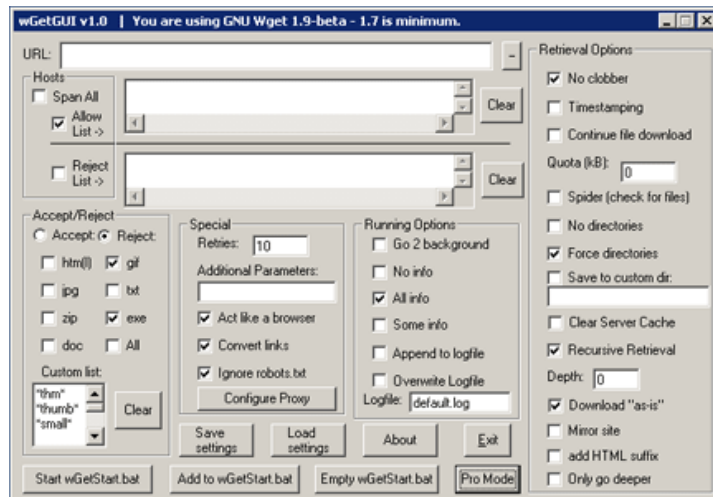 wGetGUI v1.0 | You are using GNU Wget 1.9-beta - 1.7 is minimum.
URL:
-
Hosts
Span All
Allow
List ->
Clear
Reject
List ->
Clear
Accept/Reject
Accept: Reject:
htm(l) gif
jpg txt
zip exe
doc All
Custom list:
*thm*
*thumb*
*small*
Clear
Special
Retries: 10
Additional Parameters:
Act like a browser
Convert links
Ignore robots.txt
Configure Proxy
Running Options
Go 2 background
No info
All info
Some info
Append to logfile
Overwrite Logfile
Logfile: default.log
Retrieval Options
No clobber
Timestamping
Continue file download
Quota (kB): 0
Spider (check for files)
No directories
Force directories
Save to custom dir:
Clear Server Cache
Recursive Retrieval
Depth: 0
Download "as-is"
Mirror site
add HTML suffix
Only go deeper
Save
settings
Load
settings
About
Exit
Start wGetStart.bat
Add to wGetStart.bat
Empty wGetStart.bat
Pro Mode